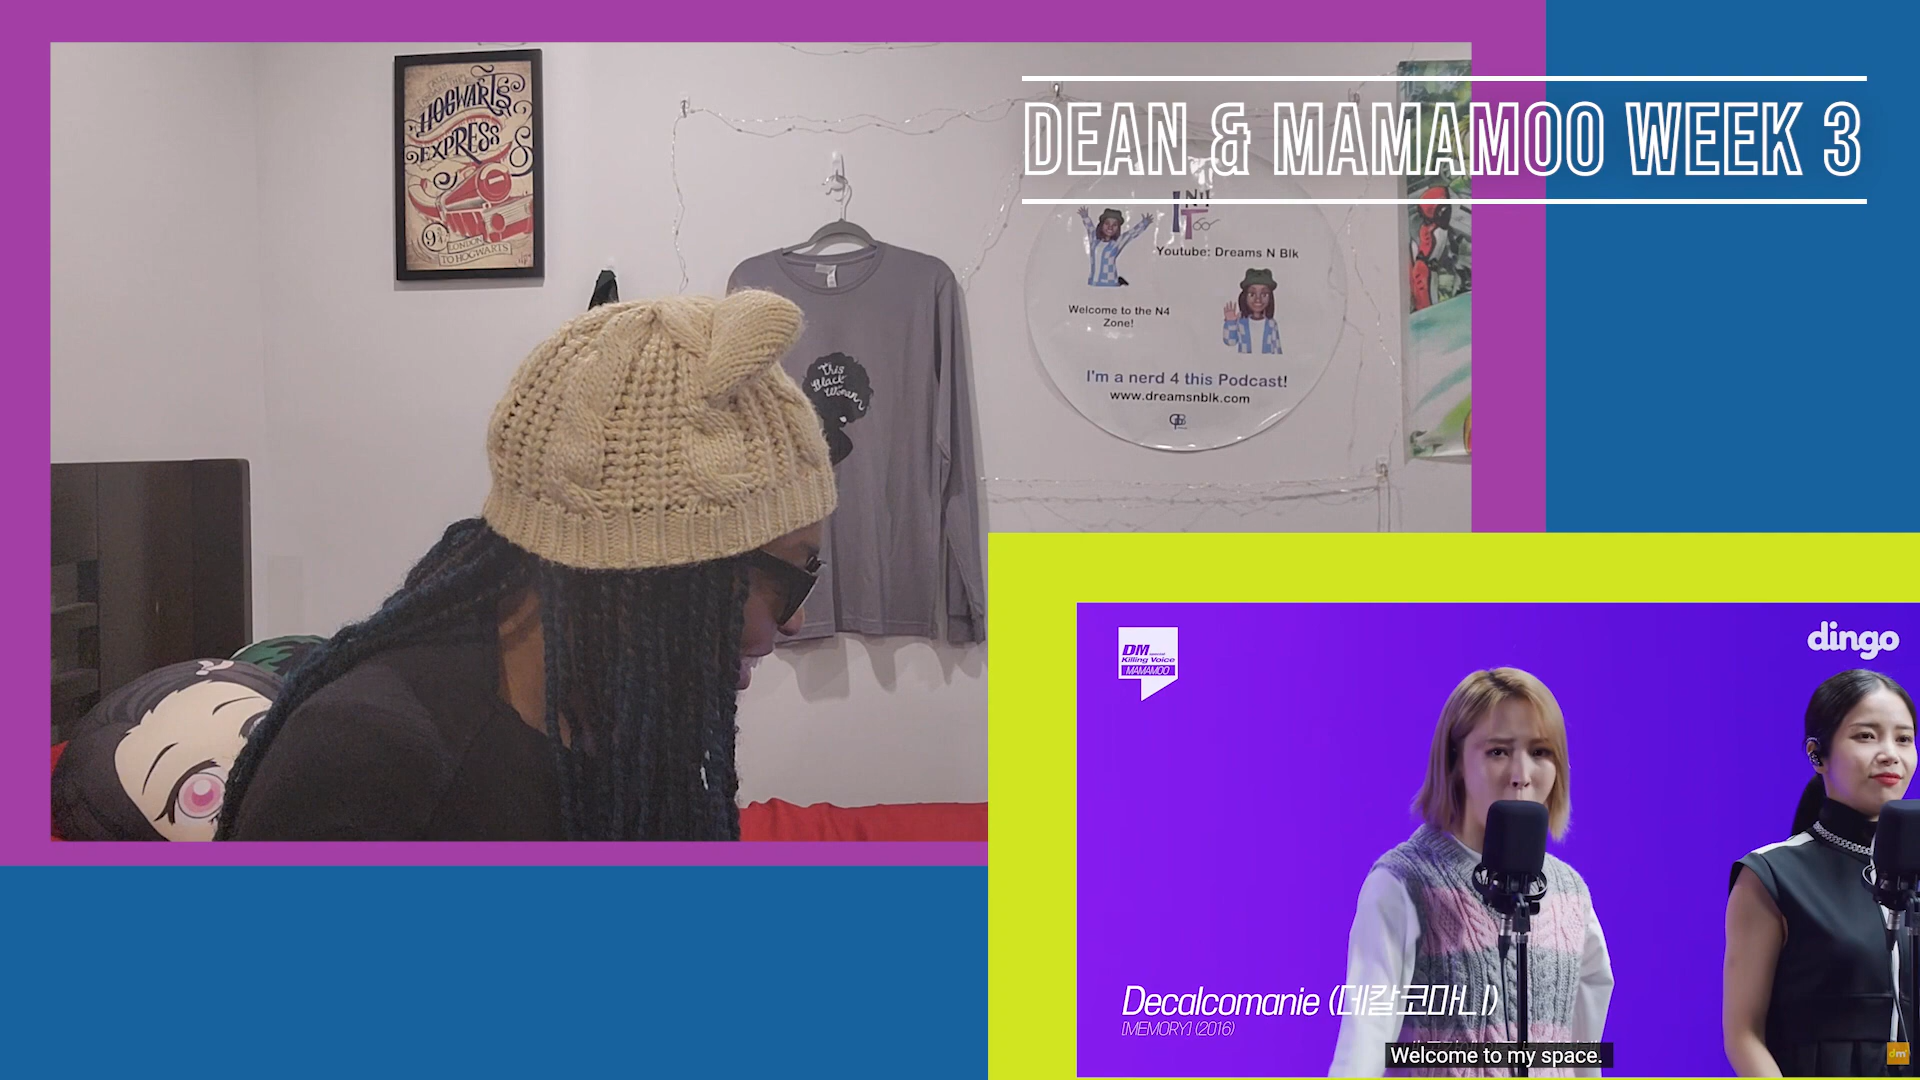 DEAN & MAMAMOO WEEK 3
HOGWARTS
EXPRESS
9¾
LONDON
TO HOGWARTS
This
Black
Woman
Youtube: Dreams N Blk
Welcome to the N4
Zone!
I'm a nerd 4 this Podcast!
www.dreamsnblk.com
DM
Killing Voice
MAMAMOO
dingo
Decalcomanie (데칼코마니)
[MEMORY] (2016)
Welcome to my space.
dm